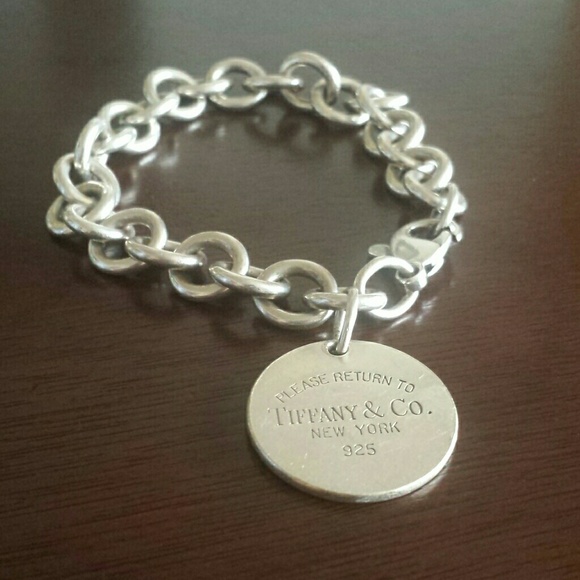 PLEASE RETURN TO
TIFFANY & CO.
NEW YORK
925